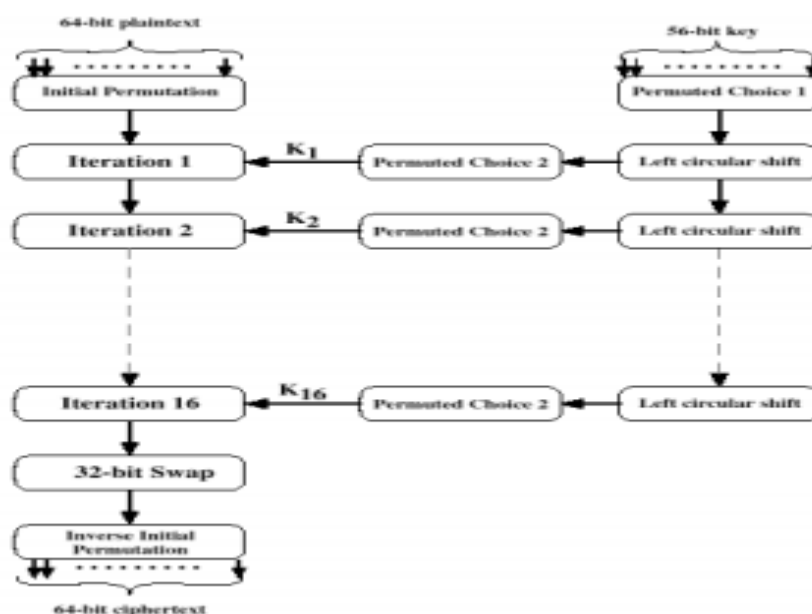 64-bit plaintext
56-bit key
Initial Permutation
Permuted Choice 1
Iteration 1
K1
Permuted Choice 2
Left circular shift
Iteration 2
K2
Permuted Choice 2
Left circular shift
Iteration 16
K16
Permuted Choice 2
Left circular shift
32-bit Swap
Inverse Initial
Permutation
64-bit ciphertext